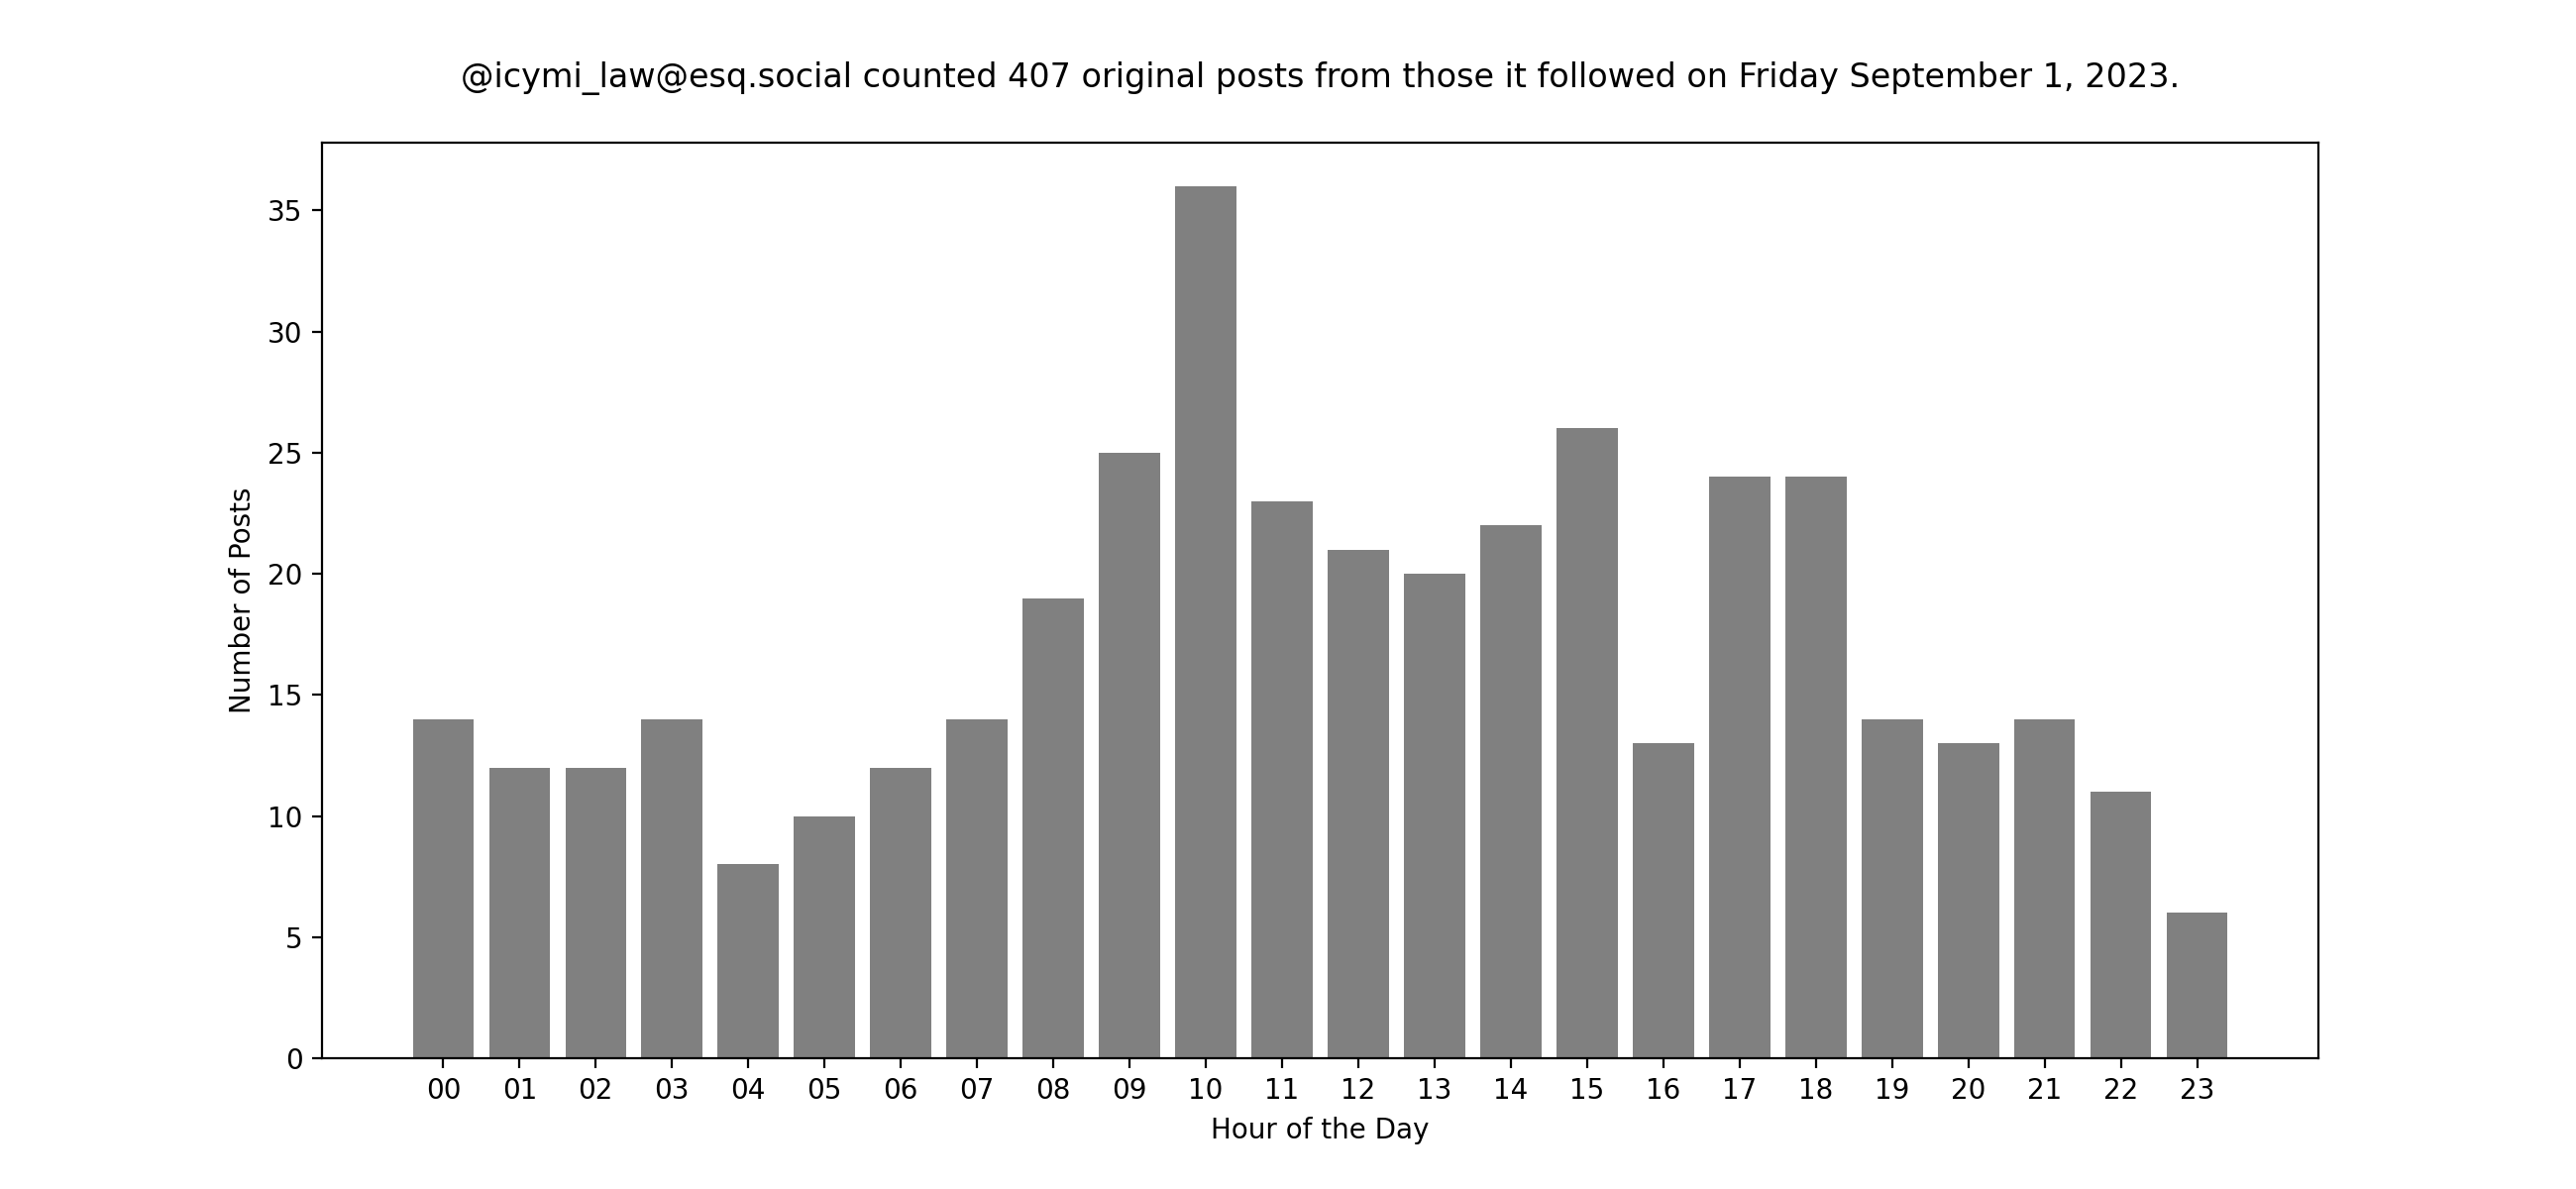 @icymi_law@esq.social counted 407 original posts from those it followed on Friday September 1, 2023.
35
30
25
20
15
10
5
0
Number of Posts
00 01 02 03 04 05 06 07 08 09 10 11 12 13 14 15 16 17 18 19 20 21 22 23
Hour of the Day